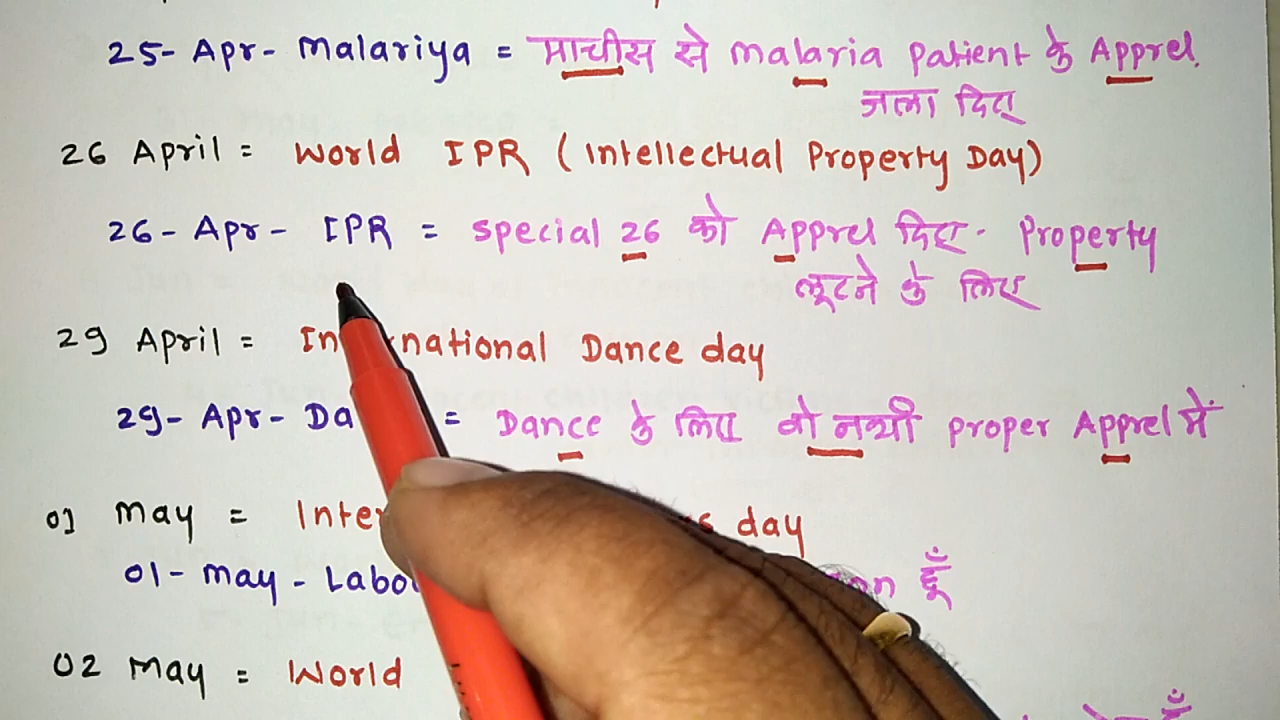 25- Apr- Malariya = माचीस से malaria patient के Apprel
जला दिए
26 April = World IPR (Intellectual Property Day)
26- Apr- IPR = special 26 को Apprel दिए. Property
लूटने के लिए
29 April = International Dance day
29- Apr- Da = Dance के लिए वो नयी proper Apprel में
01 May = Inter day
01- May - Labo हूँ
02 May = World